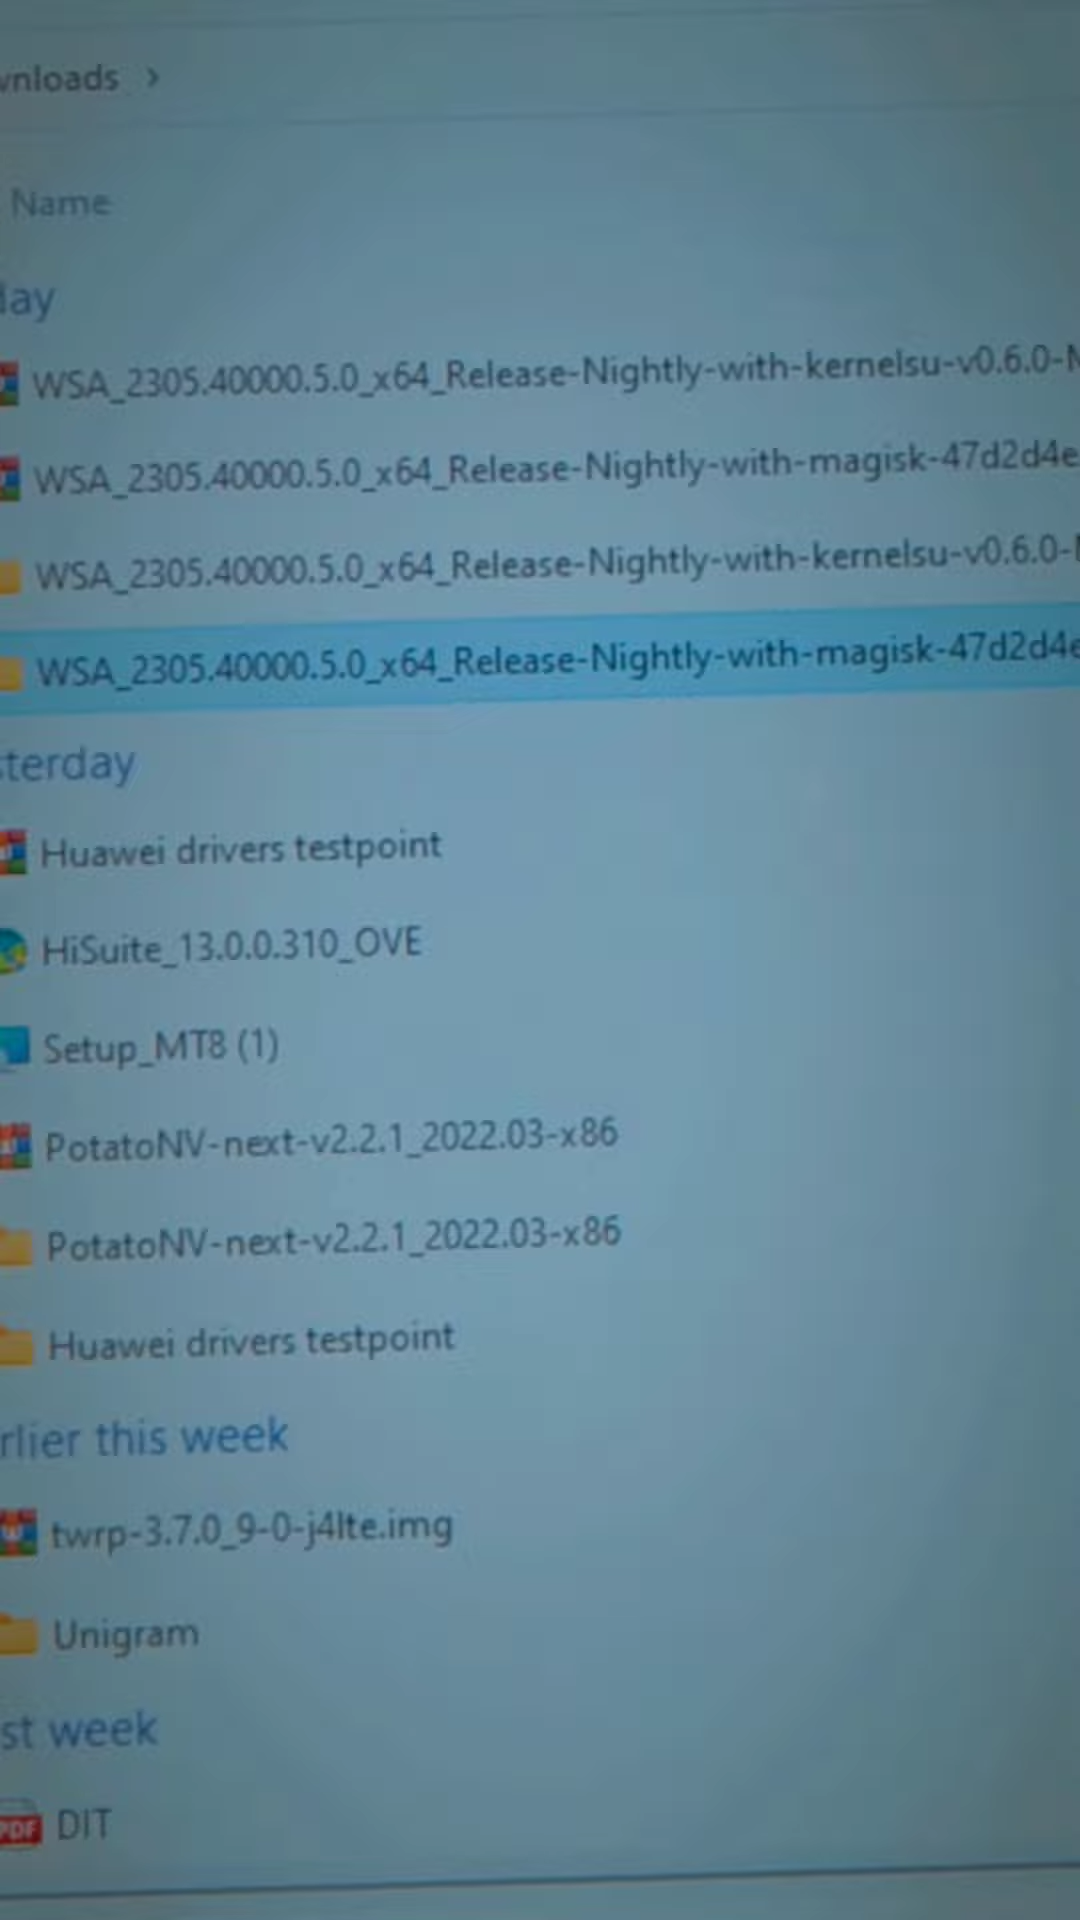 wnloads >
Name
day
WSA_2305.40000.5.0_x64_Release-Nightly-with-kernelsu-v0.6.0-
WSA_2305.40000.5.0_x64_Release-Nightly-with-magisk-47d2d4e
WSA_2305.40000.5.0_x64_Release-Nightly-with-kernelsu-v0.6.0-
WSA_2305.40000.5.0_x64_Release-Nightly-with-magisk-47d2d4e
sterday
Huawei drivers testpoint
HiSuite_13.0.0.310_OVE
Setup_MT8 (1)
PotatoNV-next-v2.2.1_2022.03-x86
PotatoNV-next-v2.2.1_2022.03-x86
Huawei drivers testpoint
rlier this week
twrp-3.7.0_9-0-j4lte.img
Unigram
st week
PDF DIT